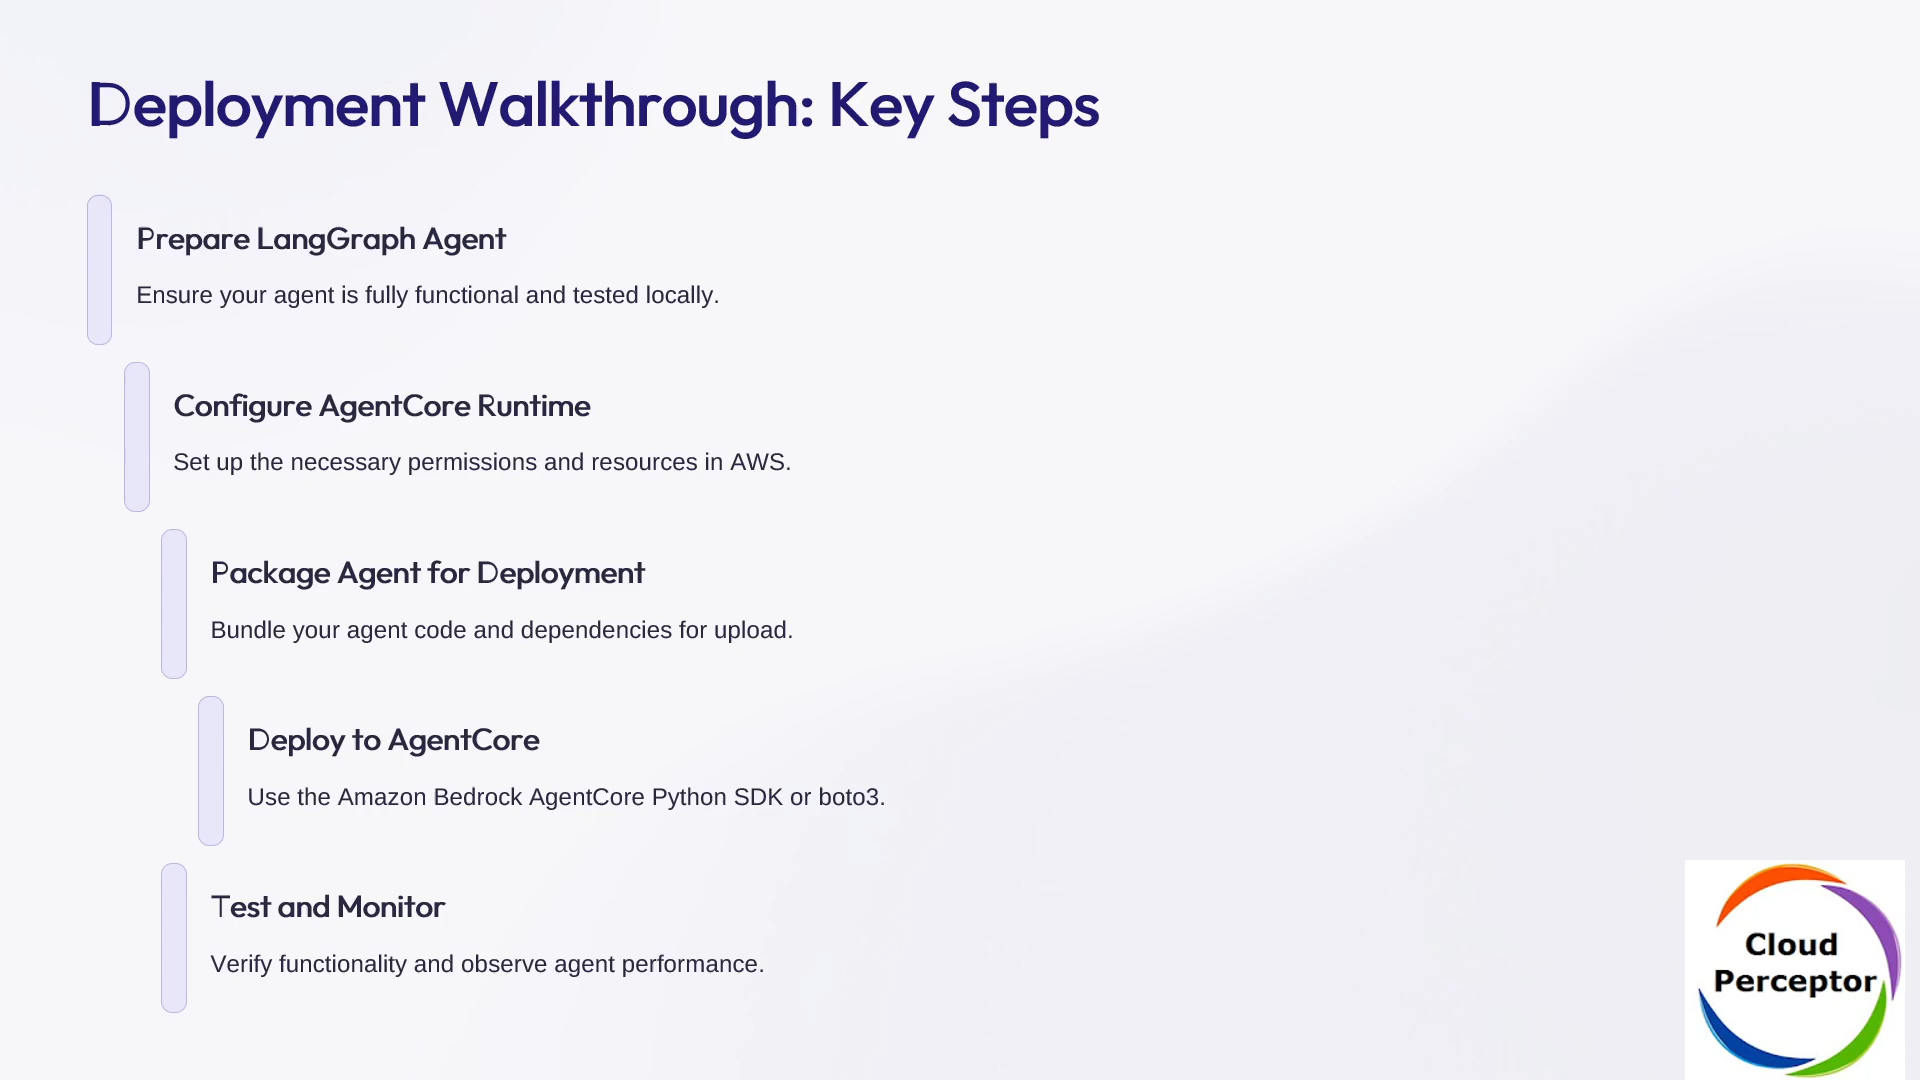 Deployment Walkthrough: Key Steps
Prepare LangGraph Agent
Ensure your agent is fully functional and tested locally.
Configure AgentCore Runtime
Set up the necessary permissions and resources in AWS.
Package Agent for Deployment
Bundle your agent code and dependencies for upload.
Deploy to AgentCore
Use the Amazon Bedrock AgentCore Python SDK or boto3.
Test and Monitor
Verify functionality and observe agent performance.
Cloud
Perceptor